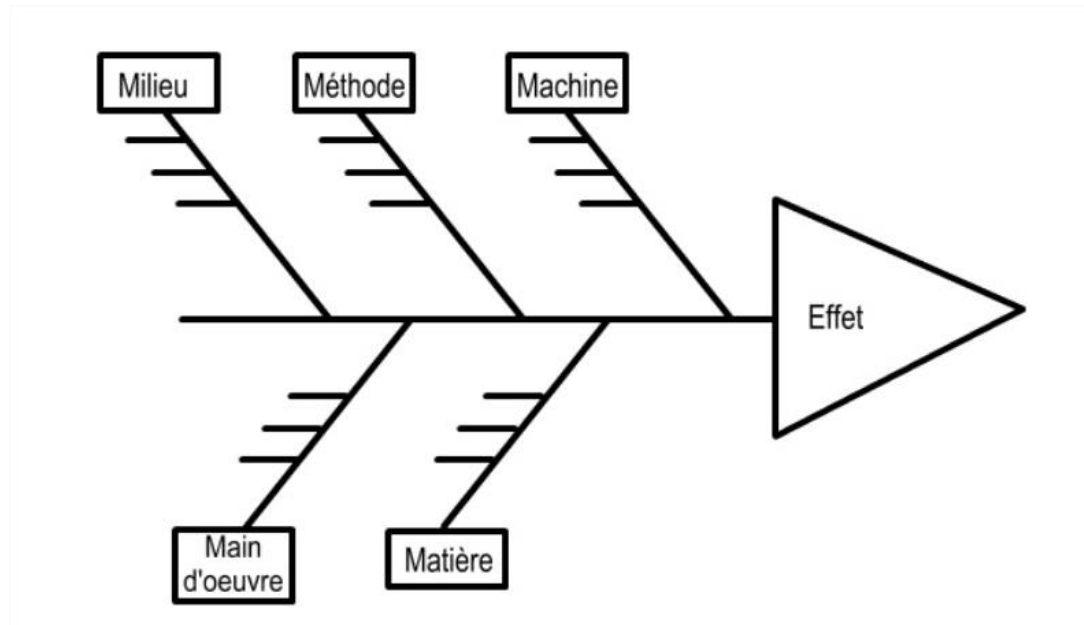 Milieu
Méthode
Machine
Effet
Main
d'oeuvre
Matière